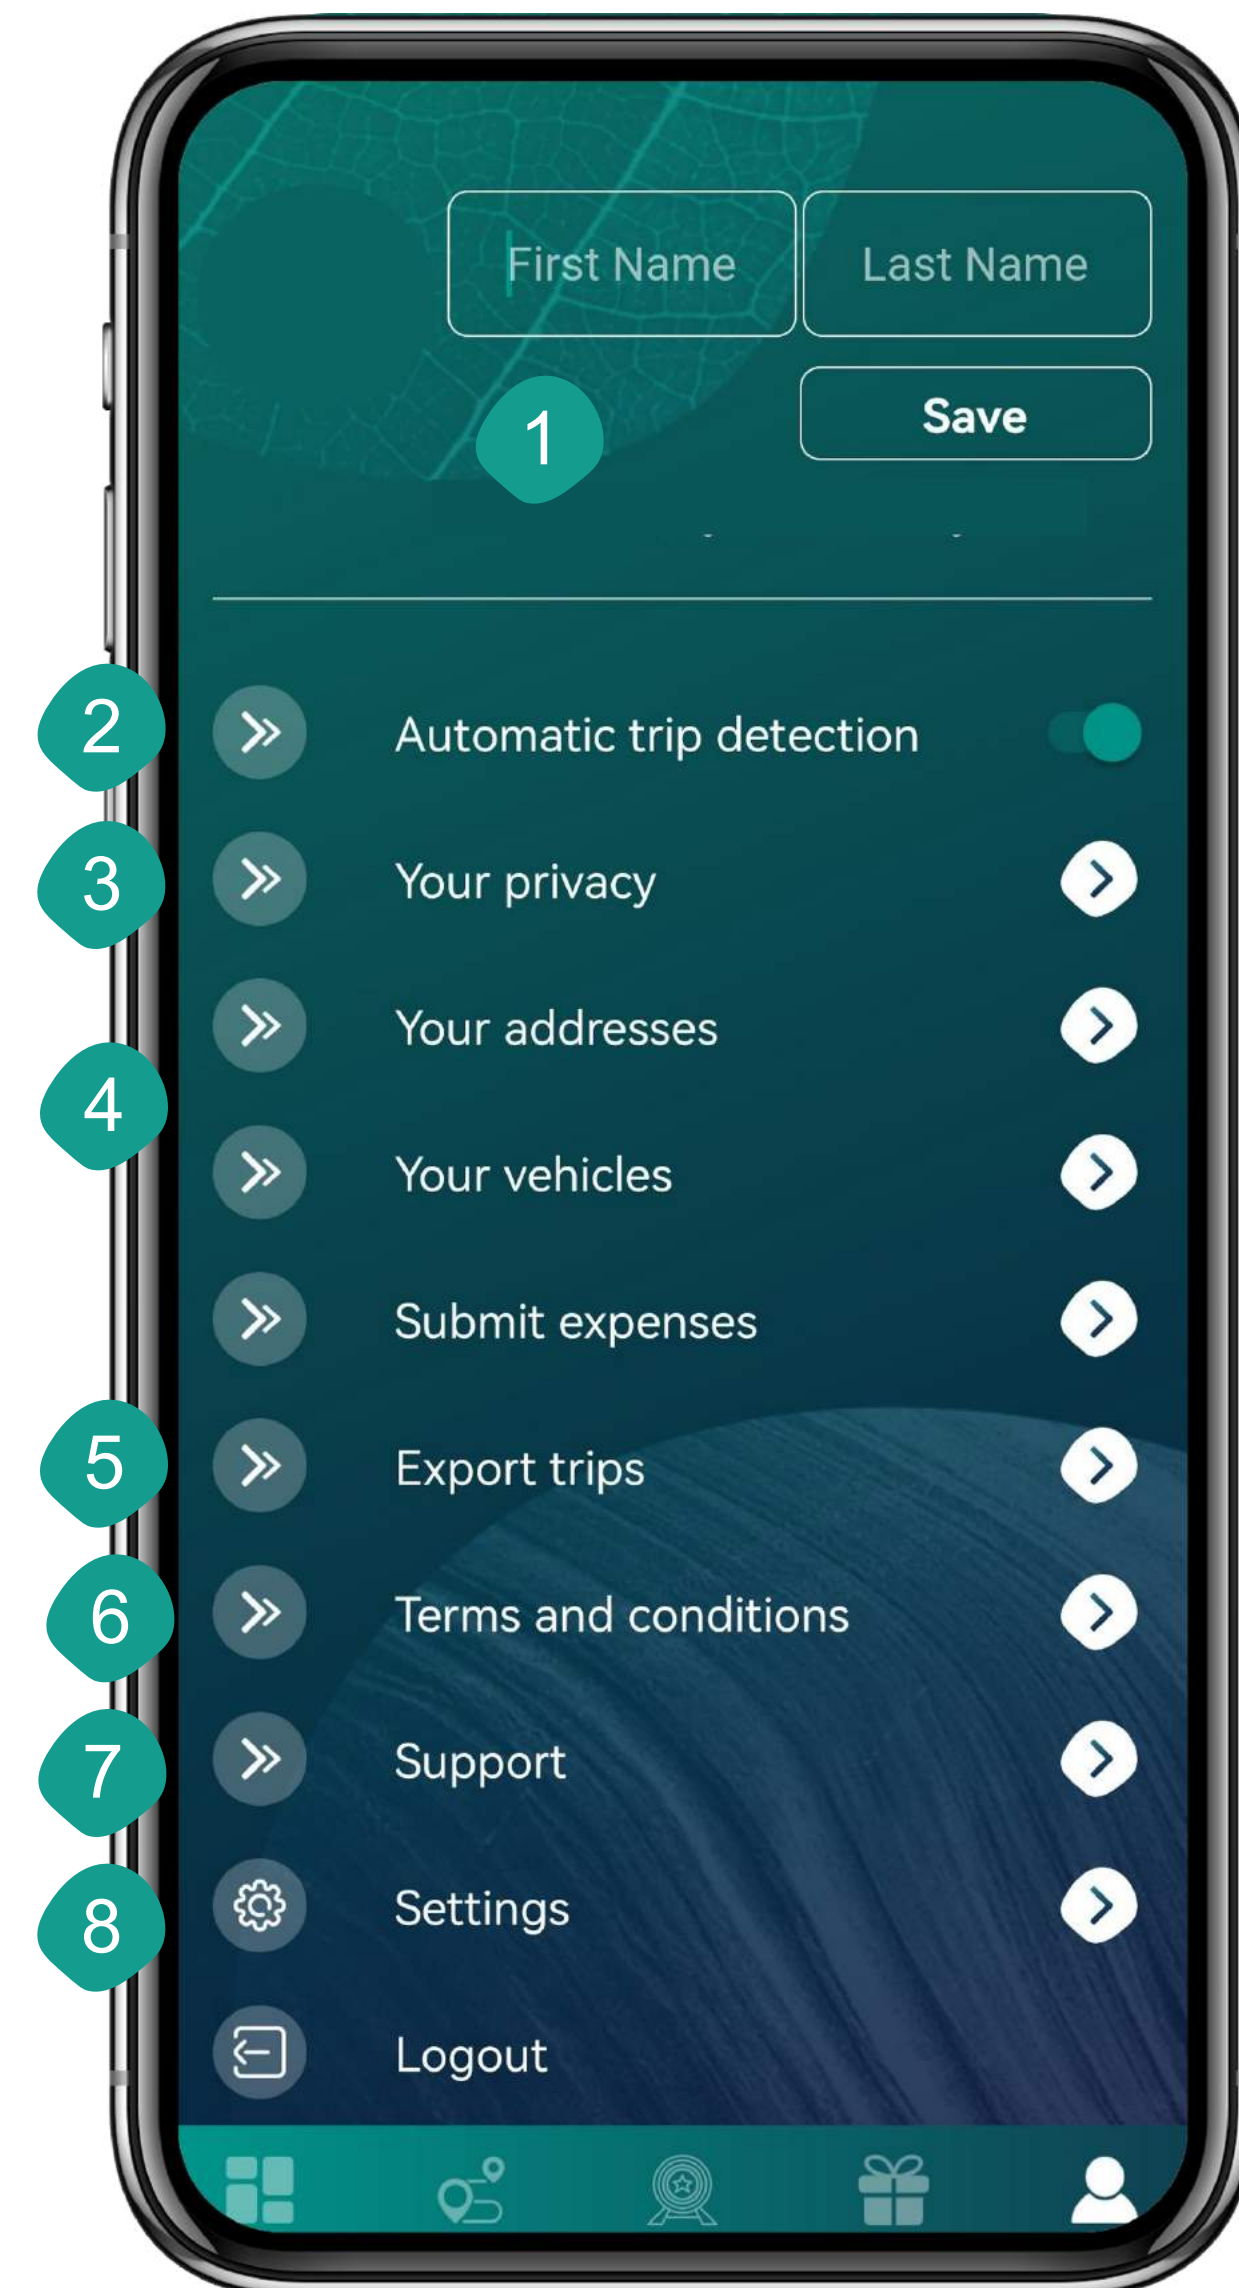 First Name Last Name
1 Save
2 Automatic trip detection
3 Your privacy
Your addresses
4
Your vehicles
Submit expenses
5 Export trips
6 Terms and conditions
7 Support
8 Settings
Logout